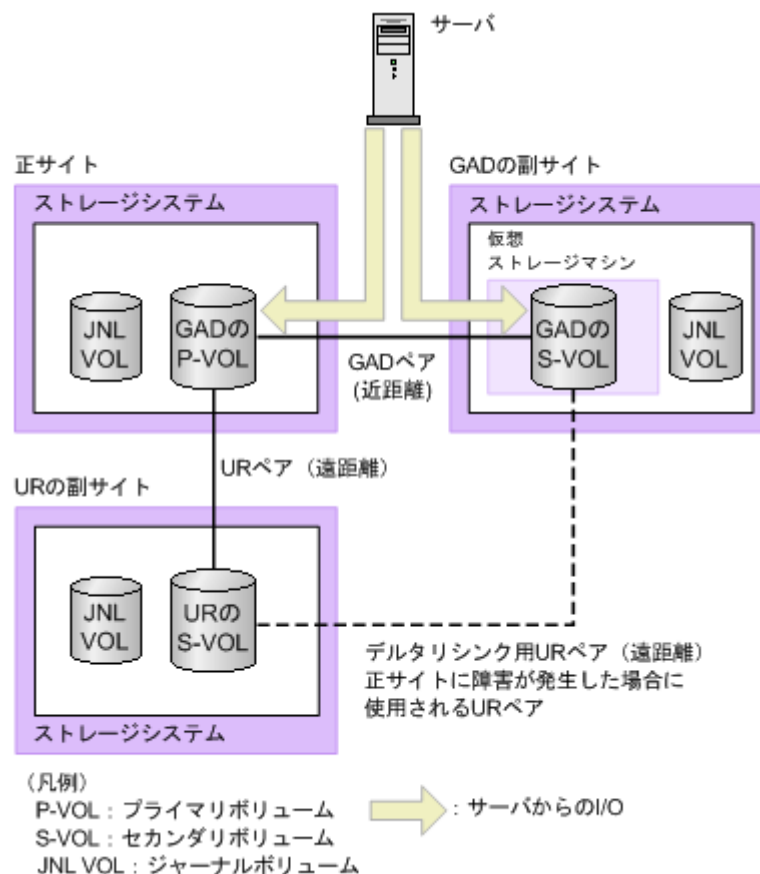 サーバ
正サイト
ストレージシステム
JNL
VOL
GADの
P-VOL
GADの副サイト
ストレージシステム
仮想
ストレージマシン
GADの
S-VOL
JNL
VOL
GADペア
(近距離)
URペア（遠距離）
URの副サイト
JNL
VOL
URの
S-VOL
ストレージシステム
デルタリシンク用URペア（遠距離）
正サイトに障害が発生した場合に
使用されるURペア
（凡例）
P-VOL：プライマリボリューム
S-VOL：セカンダリボリューム
JNL VOL：ジャーナルボリューム
：サーバからのI/O